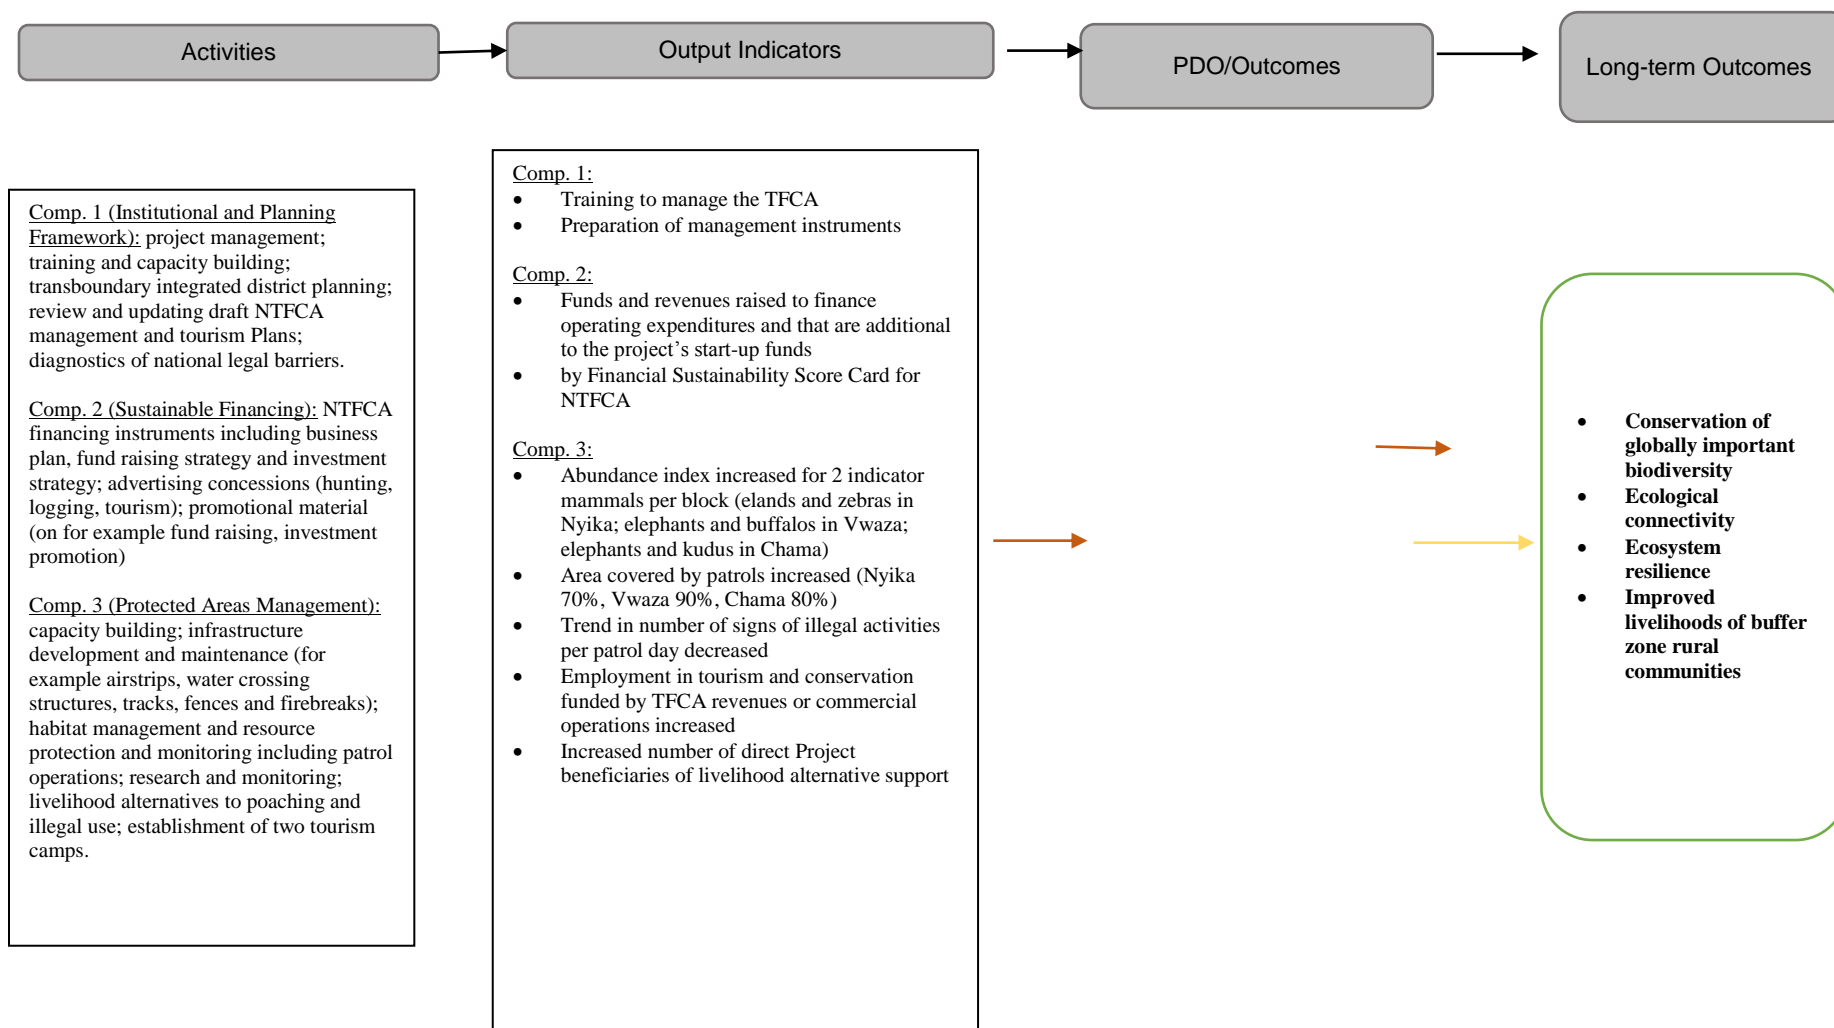 Activities
Output Indicators
PDO/Outcomes
Long-term Outcomes
Comp. 1 (Institutional and Planning
Framework): project management;
training and capacity building;
transboundary integrated district planning;
review and updating draft NTFCA
management and tourism Plans;
diagnostics of national legal barriers.
Comp. 2 (Sustainable Financing): NTFCA
financing instruments including business
plan, fund raising strategy and investment
strategy; advertising concessions (hunting,
logging, tourism); promotional material
(on for example fund raising, investment
promotion)
Comp. 3 (Protected Areas Management):
capacity building; infrastructure
development and maintenance (for
example airstrips, water crossing
structures, tracks, fences and firebreaks);
habitat management and resource
protection and monitoring including patrol
operations; research and monitoring;
livelihood alternatives to poaching and
illegal use; establishment of two tourism
camps.
Comp. 1:
• Training to manage the TFCA
• Preparation of management instruments
Comp. 2:
• Funds and revenues raised to finance
operating expenditures and that are additional
to the project's start-up funds
• by Financial Sustainability Score Card for
NTFCA
Comp. 3:
• Abundance index increased for 2 indicator
mammals per block (elands and zebras in
Nyika; elephants and buffalos in Vwaza;
elephants and kudus in Chama)
• Area covered by patrols increased (Nyika
70%, Vwaza 90%, Chama 80%)
• Trend in number of signs of illegal activities
per patrol day decreased
• Employment in tourism and conservation
funded by TFCA revenues or commercial
operations increased
• Increased number of direct Project
beneficiaries of livelihood alternative support
• Conservation of
globally important
biodiversity
• Ecological
connectivity
• Ecosystem
resilience
• Improved
livelihoods of buffer
zone rural
communities